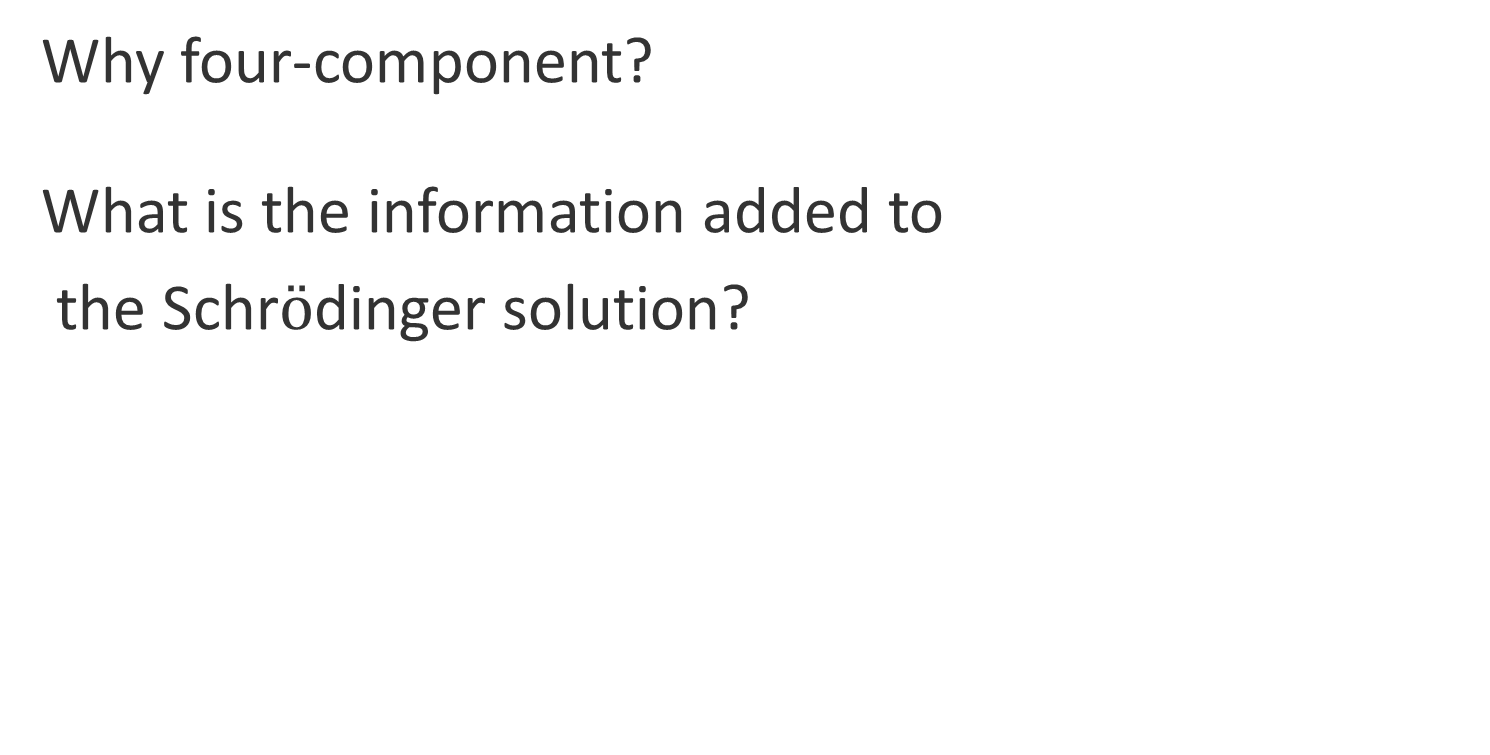 Why four-component?
What is the information added to
the Schrödinger solution?